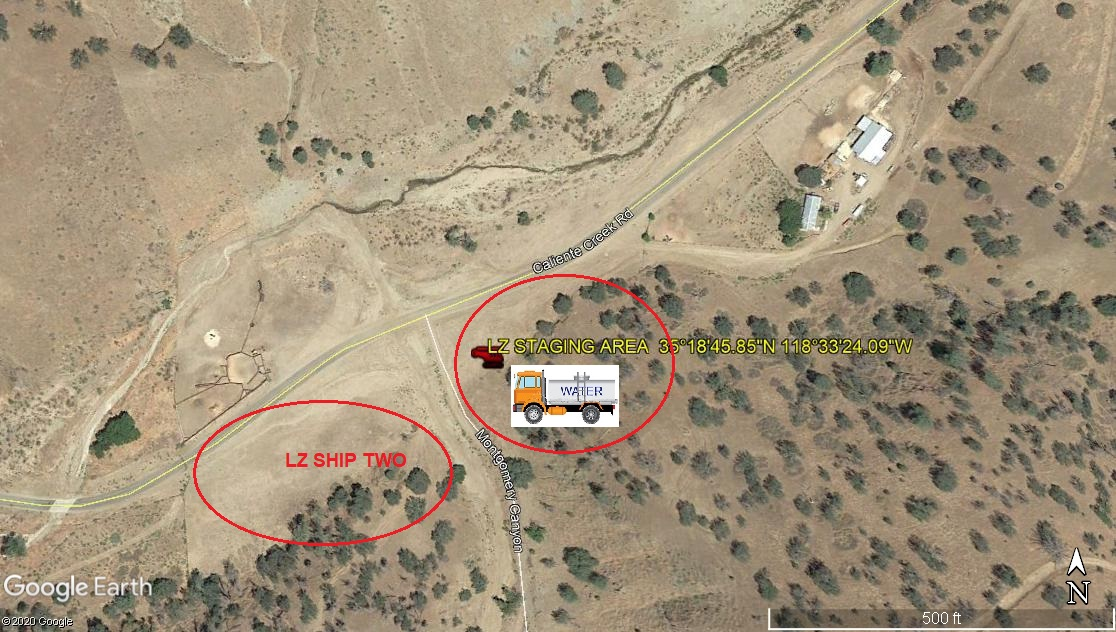 Caliente Creek Rd
LZ STAGING AREA 35°18'45.85"N 118°33'24.09"W
WATER
LZ SHIP TWO
Montgomery Canyon
N
Google Earth
500 ft
©2020 Google